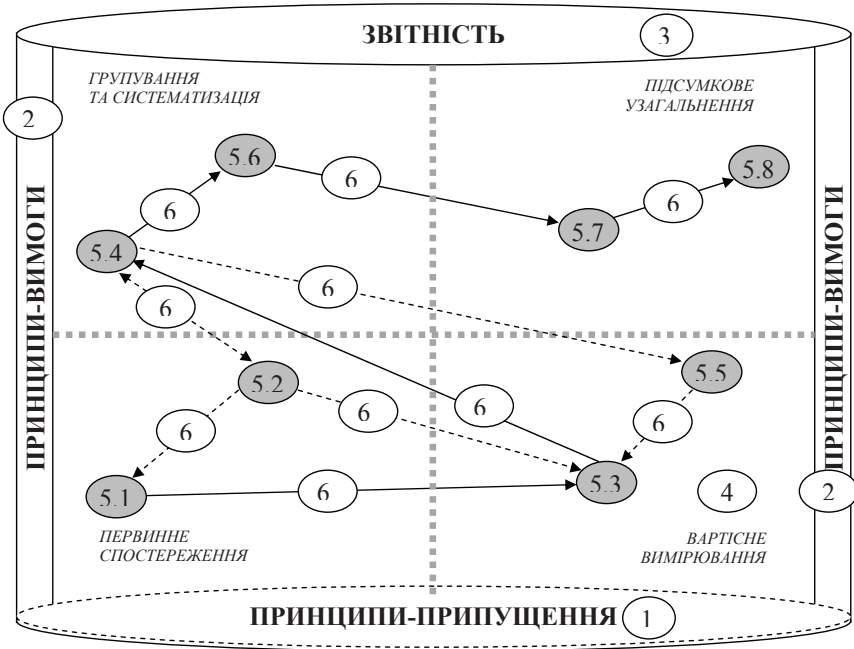 ЗВІТНІСТЬ
3
ГРУПУВАННЯ
ТА СИСТЕМАТИЗАЦІЯ
ПІДСУМКОВЕ
УЗАГАЛЬНЕННЯ
2
ПРИНЦИПИ-ВИМОГИ
5.6
6
5.8
6
6
5.7
5.4
6
6
5.2
5.5
6
6
6
6
5.1
6
5.3
4
ПРИНЦИПИ-ВИМОГИ
2
ПЕРВИННЕ
СПОСТЕРЕЖЕННЯ
ВАРТІСНЕ
ВИМІРЮВАННЯ
ПРИНЦИПИ-ПРИПУЩЕННЯ
1